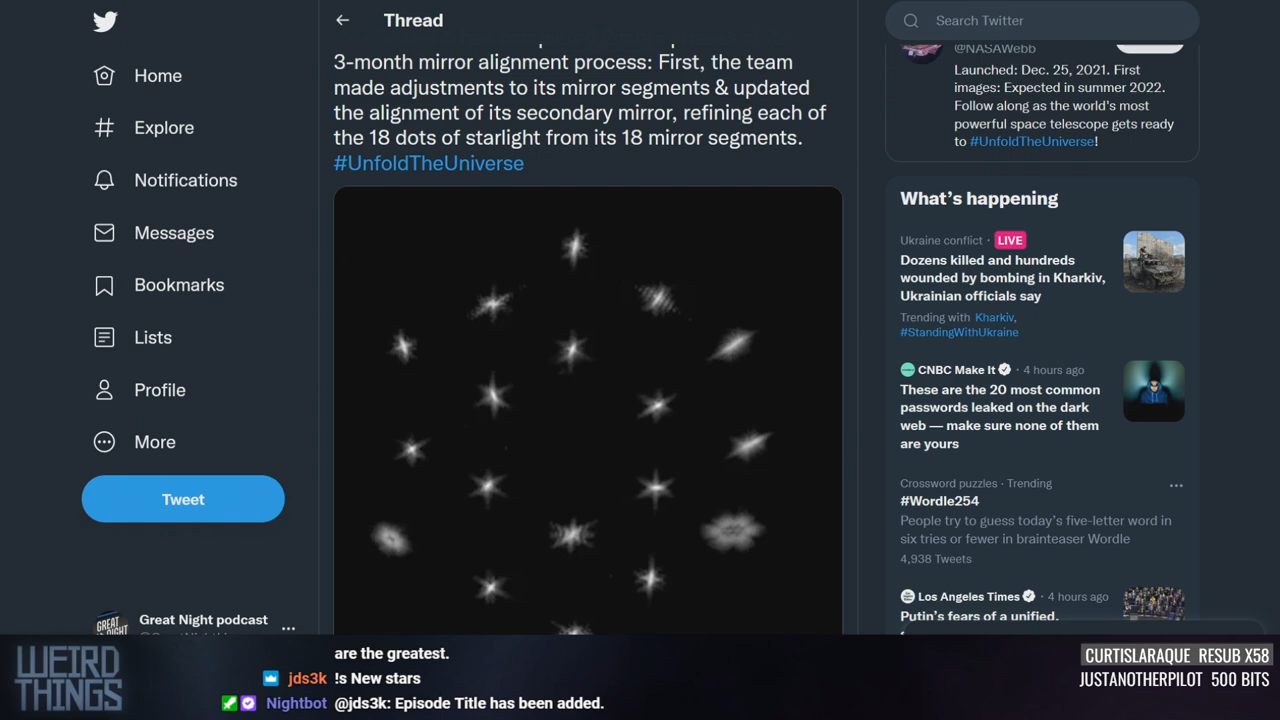 Home
Explore
Notifications
Messages
Bookmarks
Lists
Profile
More
Tweet
Great Night podcast
Thread
3-month mirror alignment process: First, the team
made adjustments to its mirror segments & updated
the alignment of its secondary mirror, refining each of
the 18 dots of starlight from its 18 mirror segments.
#UnfoldTheUniverse
Search Twitter
@NASAWebb
Launched: Dec. 25, 2021. First
images: Expected in summer 2022.
Follow along as the world's most
powerful space telescope gets ready
to #UnfoldTheUniverse!
What's happening
Ukraine conflict · LIVE
Dozens killed and hundreds
wounded by bombing in Kharkiv,
Ukrainian officials say
Trending with Kharkiv,
#StandingWithUkraine
CNBC Make It · 4 hours ago
These are the 20 most common
passwords leaked on the dark
web — make sure none of them
are yours
Crossword puzzles · Trending
#Wordle254
People try to guess today's five-letter word in
six tries or fewer in brainteaser Wordle
4,938 Tweets
Los Angeles Times · 4 hours ago
Putin's fears of a unified,
WEIRD
THINGS
are the greatest.
jds3k !s New stars
Nightbot @jds3k: Episode Title has been added.
CURTISLARAQUE RESUB X58
JUSTANOTHERPILOT 500 BITS